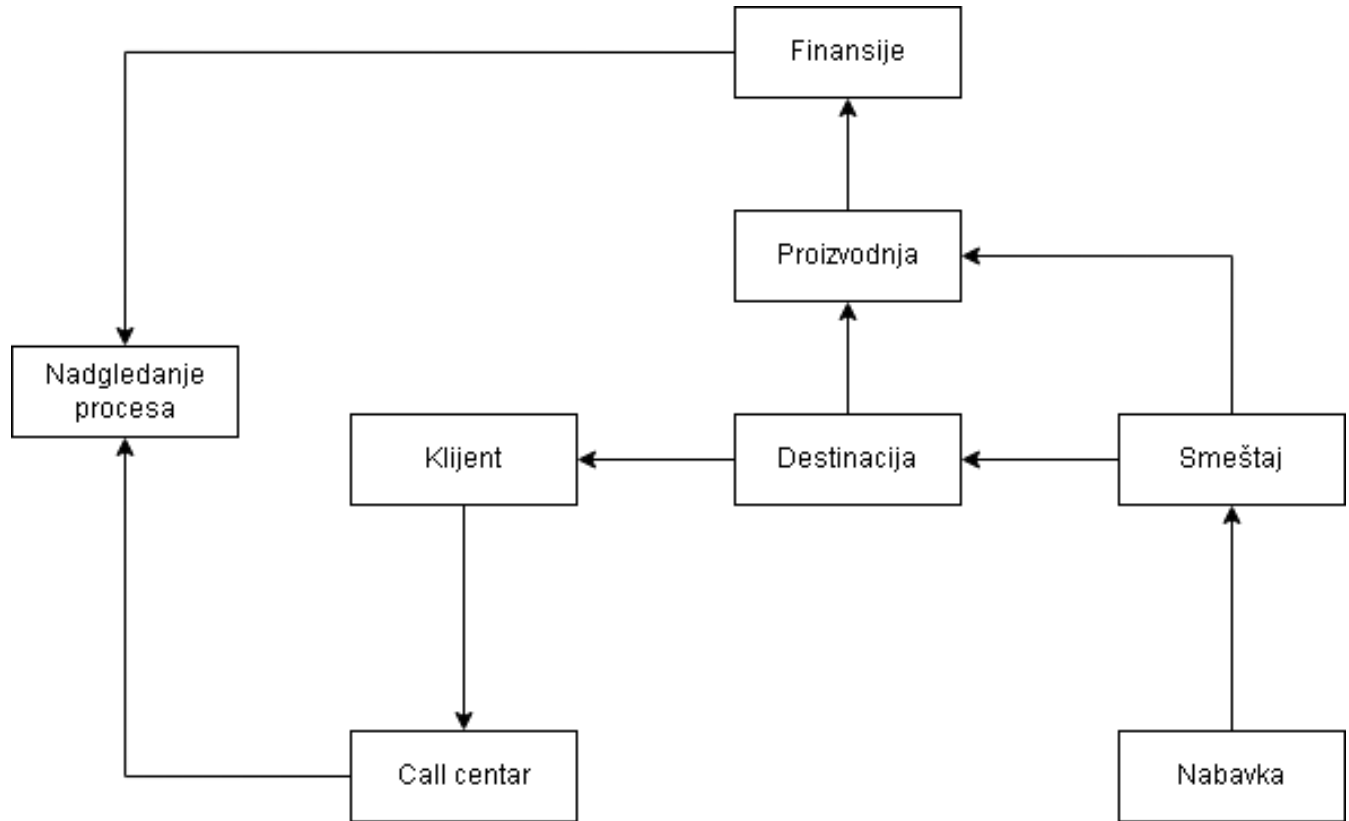 Finansije
Proizvodnja
Nadgledanje
procesa
Klijent
Destinacija
Smeštaj
Call centar
Nabavka